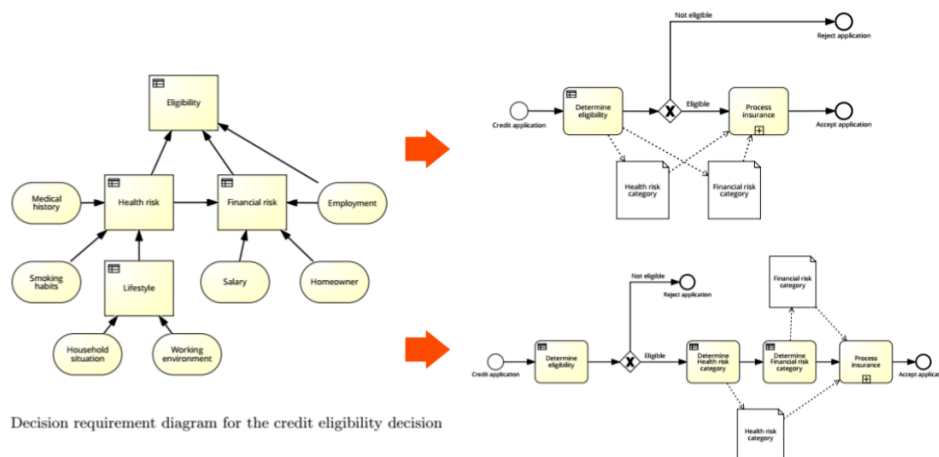 Eligibility
Medical
history
Health risk
Financial risk
Employment
Smoking
habits
Lifestyle
Salary
Homeowner
Household
situation
Working
environment
Decision requirement diagram for the credit eligibility decision
Not eligible
Reject application
Credit application
Determine
eligibility
X
Eligible
Process
insurance
Accept application
Health risk
category
Financial risk
category
Financial risk
category
Not eligible
Reject application
Credit application
Determine
eligibility
X
Eligible
Determine
Health risk
category
Determine
Financial risk
category
Process
insurance
Accept applicat
Health risk
category